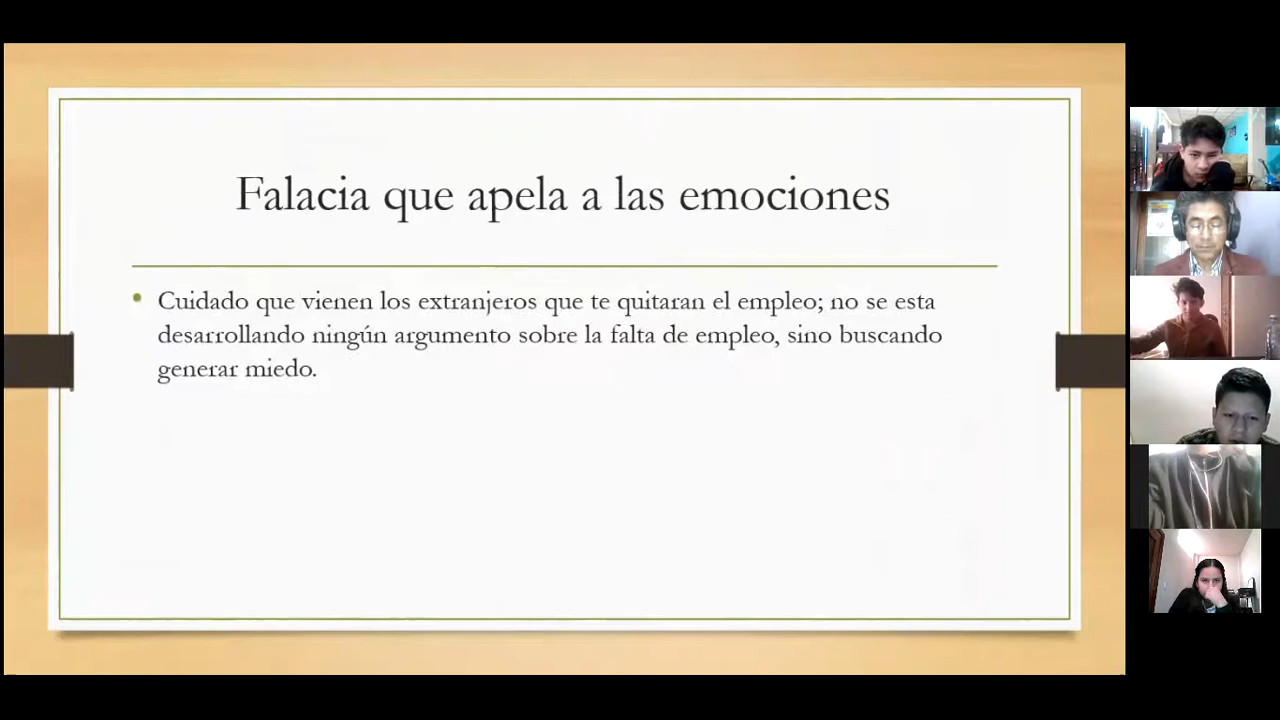 Falacia que apela a las emociones
Cuidado que vienen los extranjeros que te quitaran el empleo; no se esta
desarrollando ningún argumento sobre la falta de empleo, sino buscando
generar miedo.